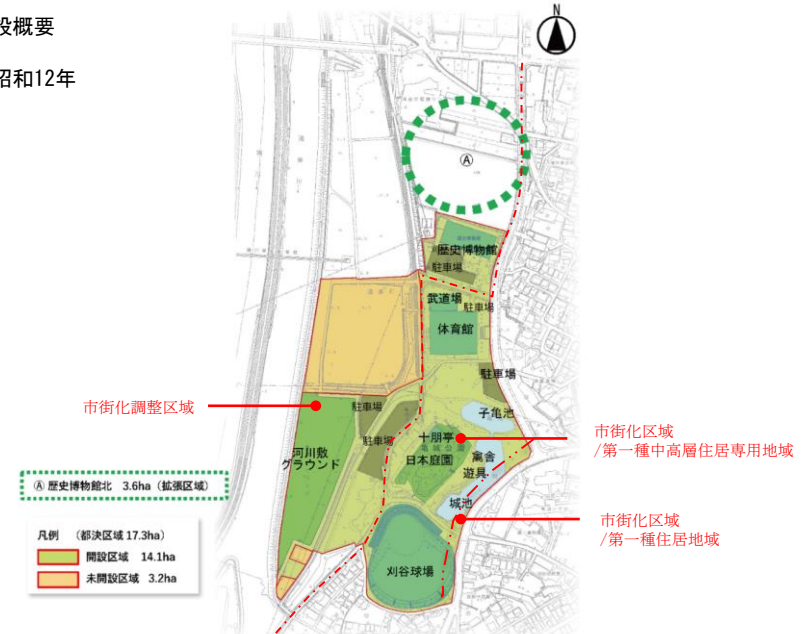 設概要
昭和12年
N
Ⓐ
歴史博物館
駐車場
武道場
駐車場
体育館
駐車場
子亀池
市街化調整区域
駐車場
駐車場
十朋亭
亀城公園
日本庭園
禽舎
遊具
河川敷
グラウンド
城池
刈谷球場
市街化区域
/第一種中高層住居専用地域
市街化区域
/第一種住居地域
Ⓐ 歴史博物館北 3.6ha（拡張区域）
凡例 （都決区域 17.3ha）
開設区域 14.1ha
未開設区域 3.2ha